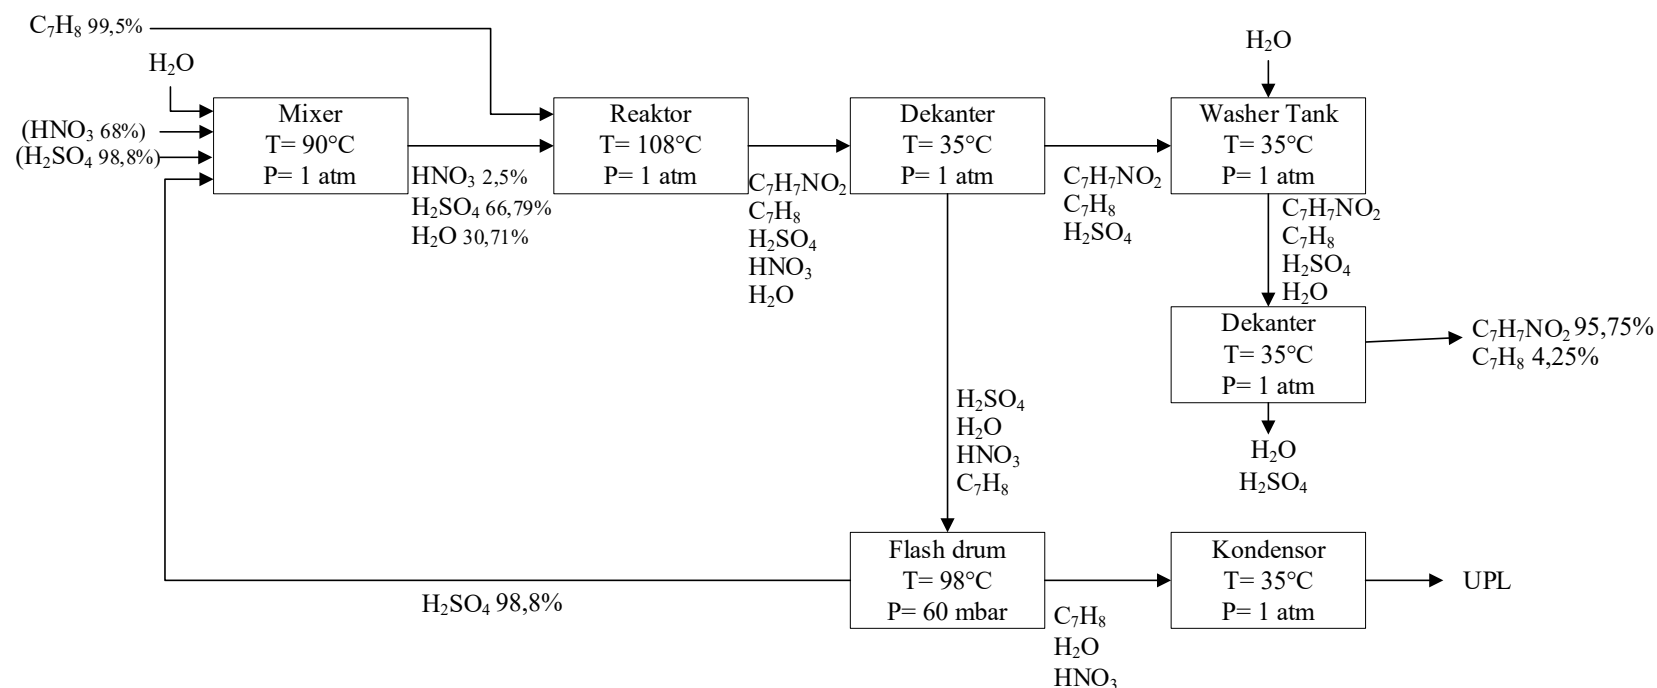 C₇H₈ 99,5%
H₂O
(HNO₃ 68%)
(H₂SO₄ 98,8%)
Mixer
T= 90°C
P= 1 atm
HNO₃ 2,5%
H₂SO₄ 66,79%
H₂O 30,71%
Reaktor
T= 108°C
P= 1 atm
C₇H₇NO₂
C₇H₈
H₂SO₄
HNO₃
H₂O
Dekanter
T= 35°C
P= 1 atm
C₇H₇NO₂
C₇H₈
H₂SO₄
H₂O
Washer Tank
T= 35°C
P= 1 atm
C₇H₇NO₂
C₇H₈
H₂SO₄
H₂O
Dekanter
T= 35°C
P= 1 atm
C₇H₇NO₂ 95,75%
C₇H₈ 4,25%
H₂O
H₂SO₄
H₂SO₄
H₂O
HNO₃
C₇H₈
Flash drum
T= 98°C
P= 60 mbar
H₂SO₄ 98,8%
C₇H₈
H₂O
HNO₃
Kondensor
T= 35°C
P= 1 atm
UPL